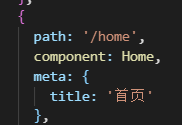 },
{
path: '/home',
component: Home,
meta: {
title: '首页'
},